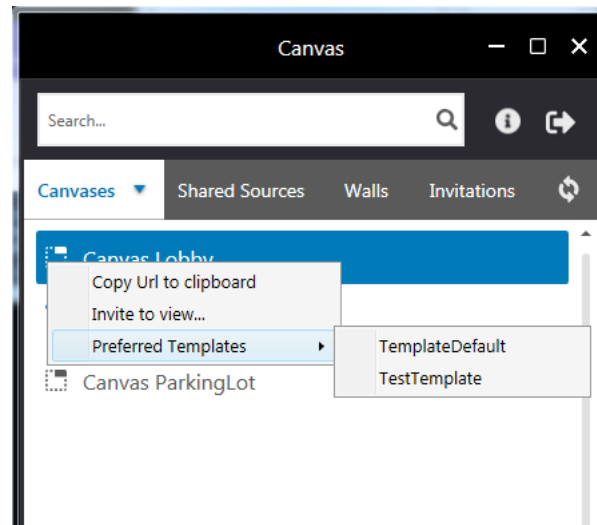 Canvas
Search...
Canvases Shared Sources Walls Invitations
Canvas Lobby
Copy Url to clipboard
Invite to view...
Preferred Templates
TemplateDefault
TestTemplate
Canvas ParkingLot